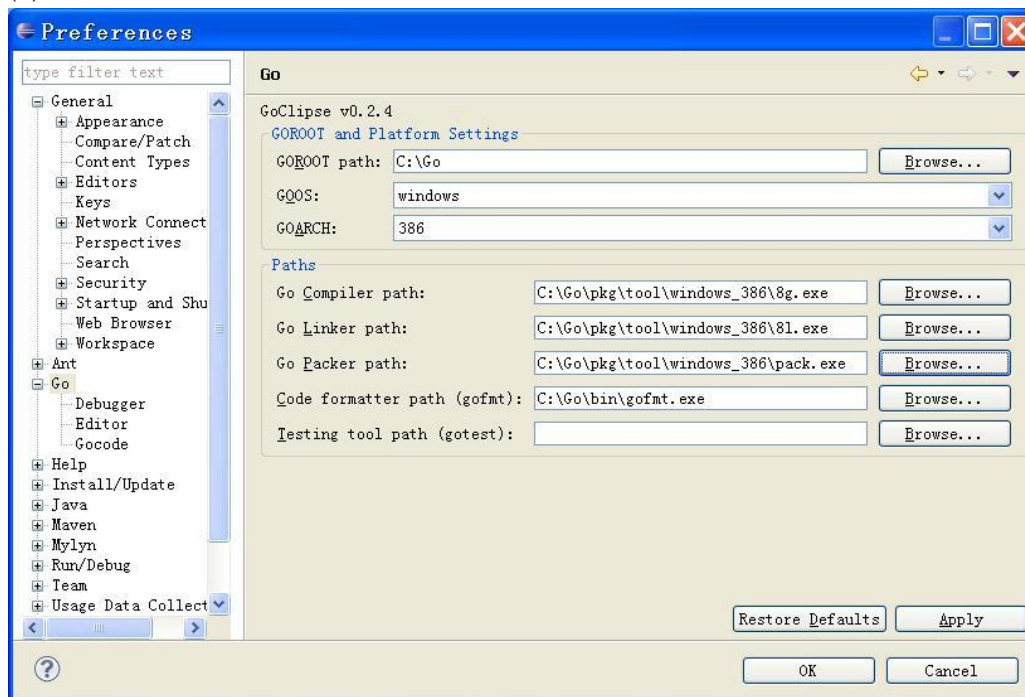 Preferences
type filter text
General
Appearance
Compare/Patch
Content Types
Editors
Keys
Network Connect
Perspectives
Search
Security
Startup and Shu
Web Browser
Workspace
Ant
Go
Debugger
Editor
Gocode
Help
Install/Update
Java
Maven
Mylyn
Run/Debug
Team
Usage Data Collect
Go
GoClipse v0.2.4
GOROOT and Platform Settings
GOROOT path: C:\Go Browse...
GOOS: windows
GOARCH: 386
Paths
Go Compiler path: C:\Go\pkg\tool\windows_386\8g.exe Browse...
Go Linker path: C:\Go\pkg\tool\windows_386\8l.exe Browse...
Go Packer path: C:\Go\pkg\tool\windows_386\pack.exe Browse...
Code formatter path (gofmt): C:\Go\bin\gofmt.exe Browse...
Testing tool path (gotest): Browse...
Restore Defaults Apply
? OK Cancel